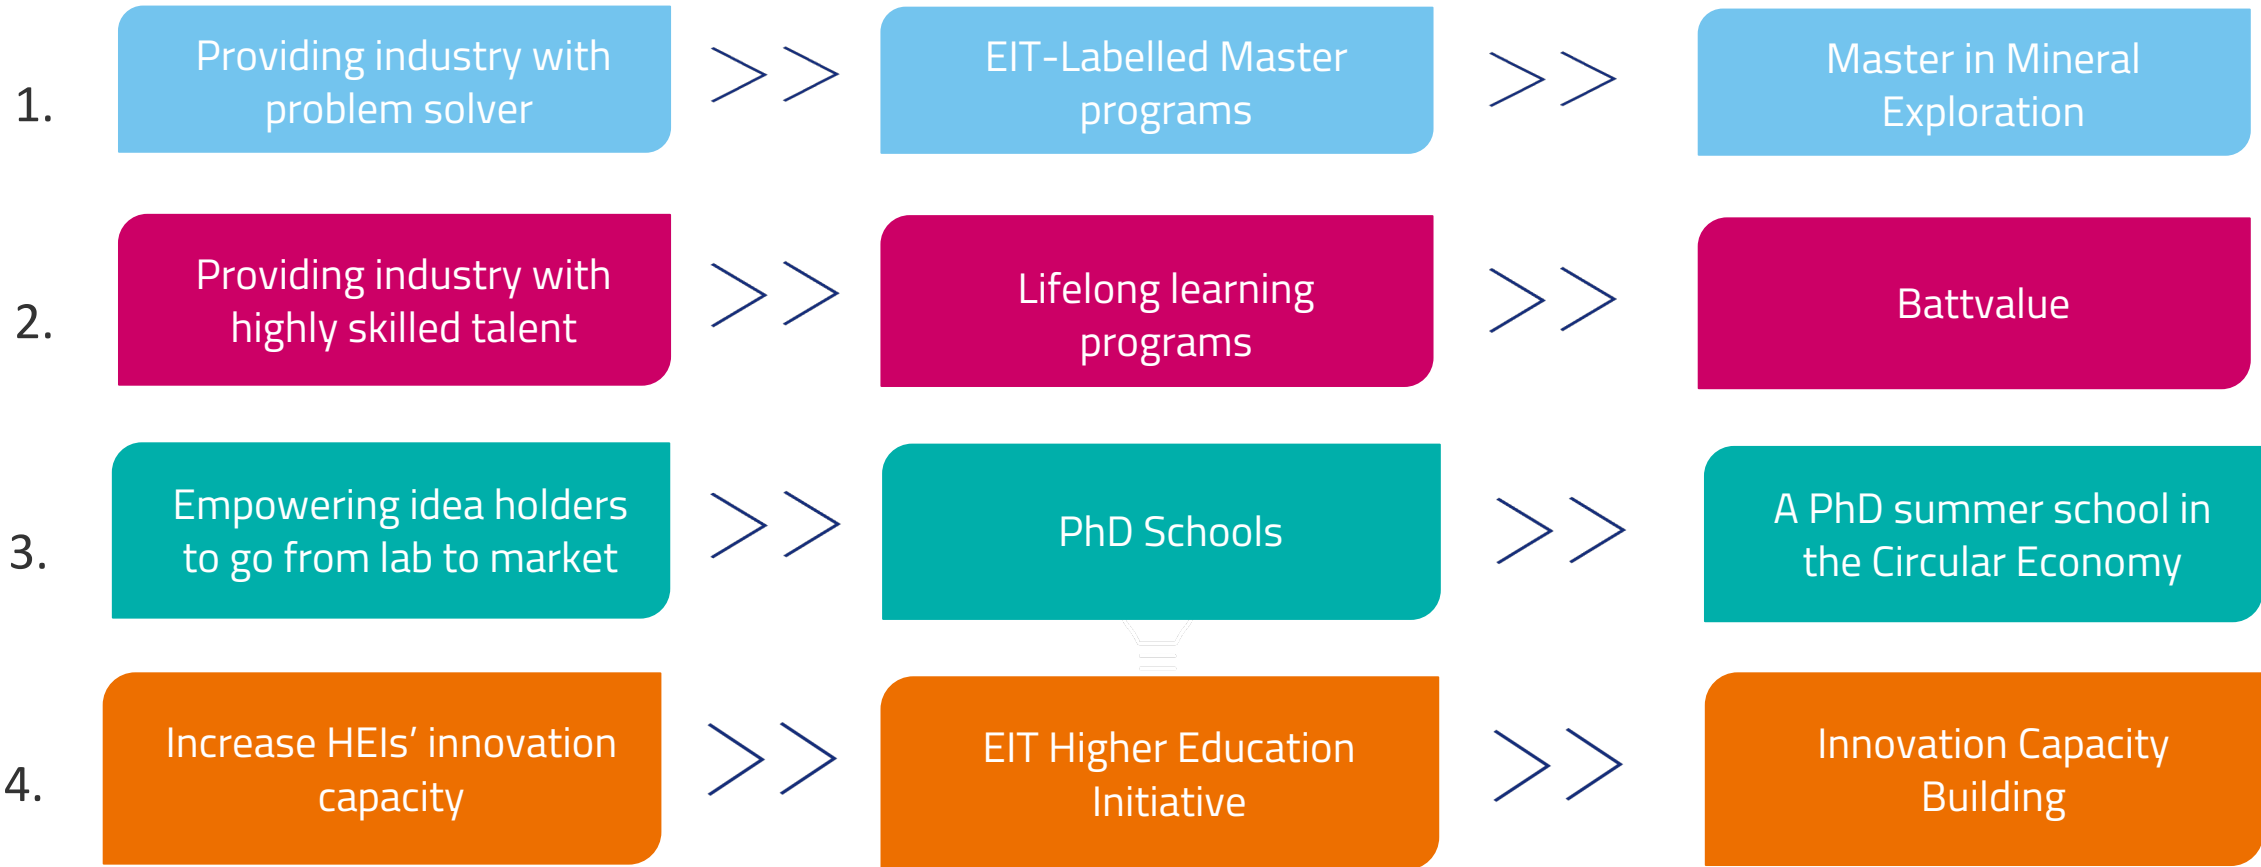 1.
Providing industry with
problem solver
EIT-Labelled Master
programs
Master in Mineral
Exploration
2.
Providing industry with
highly skilled talent
Lifelong learning
programs
Battvalue
3.
Empowering idea holders
to go from lab to market
PhD Schools
A PhD summer school in
the Circular Economy
4.
Increase HEIs’ innovation
capacity
EIT Higher Education
Initiative
Innovation Capacity
Building